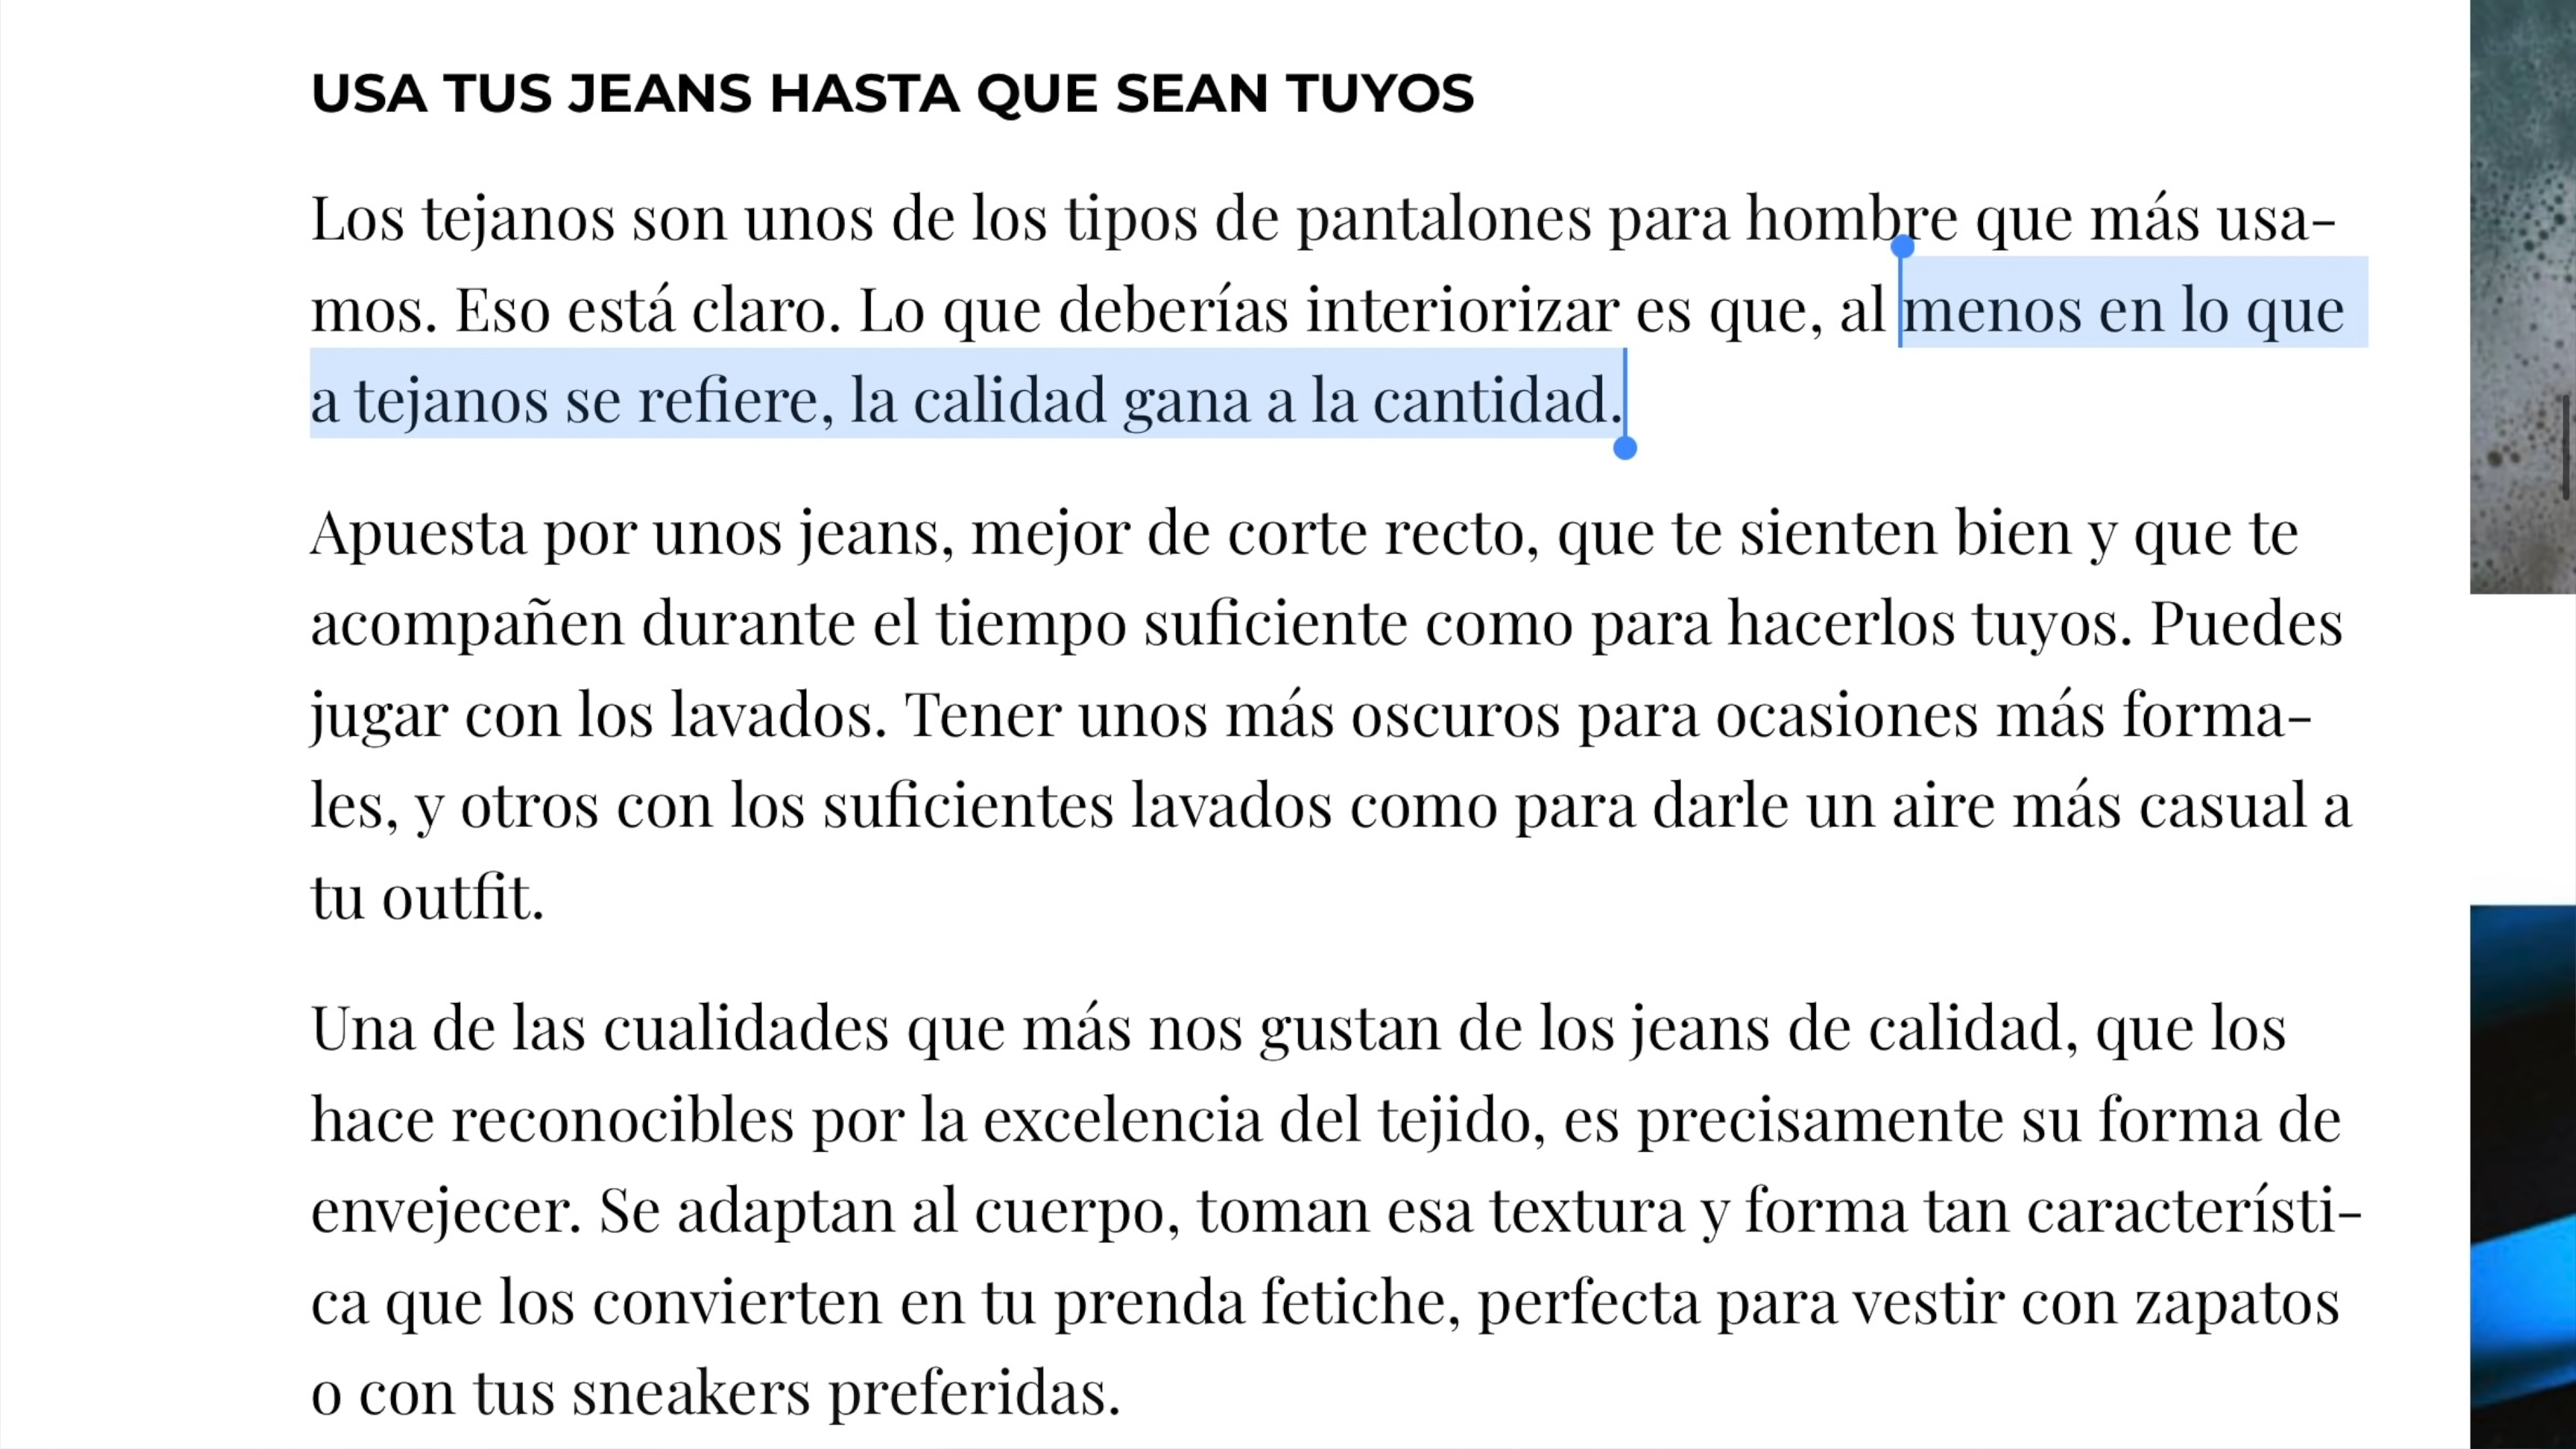 USA TUS JEANS HASTA QUE SEAN TUYOS
Los tejanos son unos de los tipos de pantalones para hombre que más usa-
mos. Eso está claro. Lo que deberías interiorizar es que, al menos en lo que
a tejanos se refiere, la calidad gana a la cantidad.
Apuesta por unos jeans, mejor de corte recto, que te sienten bien y que te
acompañen durante el tiempo suficiente como para hacerlos tuyos. Puedes
jugar con los lavados. Tener unos más oscuros para ocasiones más forma-
les, y otros con los suficientes lavados como para darle un aire más casual a
tu outfit.
Una de las cualidades que más nos gustan de los jeans de calidad, que los
hace reconocibles por la excelencia del tejido, es precisamente su forma de
envejecer. Se adaptan al cuerpo, toman esa textura y forma tan característi-
ca que los convierten en tu prenda fetiche, perfecta para vestir con zapatos
o con tus sneakers preferidas.